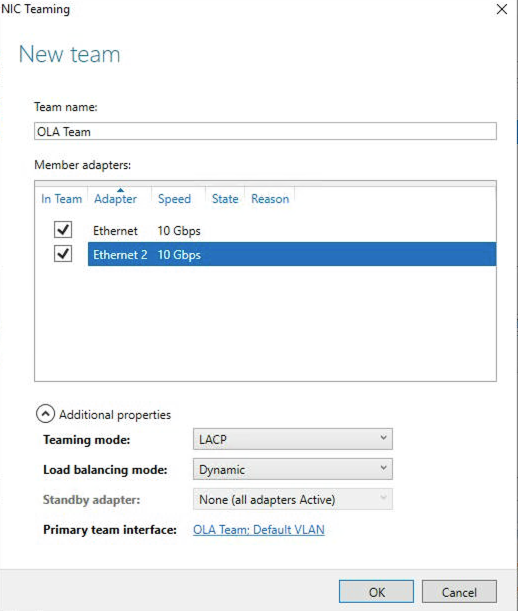 NIC Teaming
New team
Team name:
OLA Team
Member adapters:
In Team Adapter Speed State Reason
Ethernet 10 Gbps
Ethernet 2 10 Gbps
Additional properties
Teaming mode: LACP
Load balancing mode: Dynamic
Standby adapter: None (all adapters Active)
Primary team interface: OLA Team; Default VLAN
OK Cancel